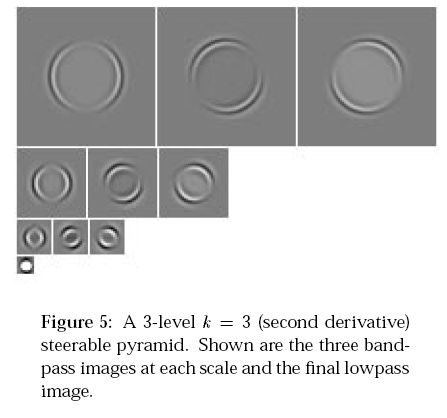 Figure 5: A 3-level k = 3 (second derivative)
steerable pyramid. Shown are the three band-
pass images at each scale and the final lowpass
image.